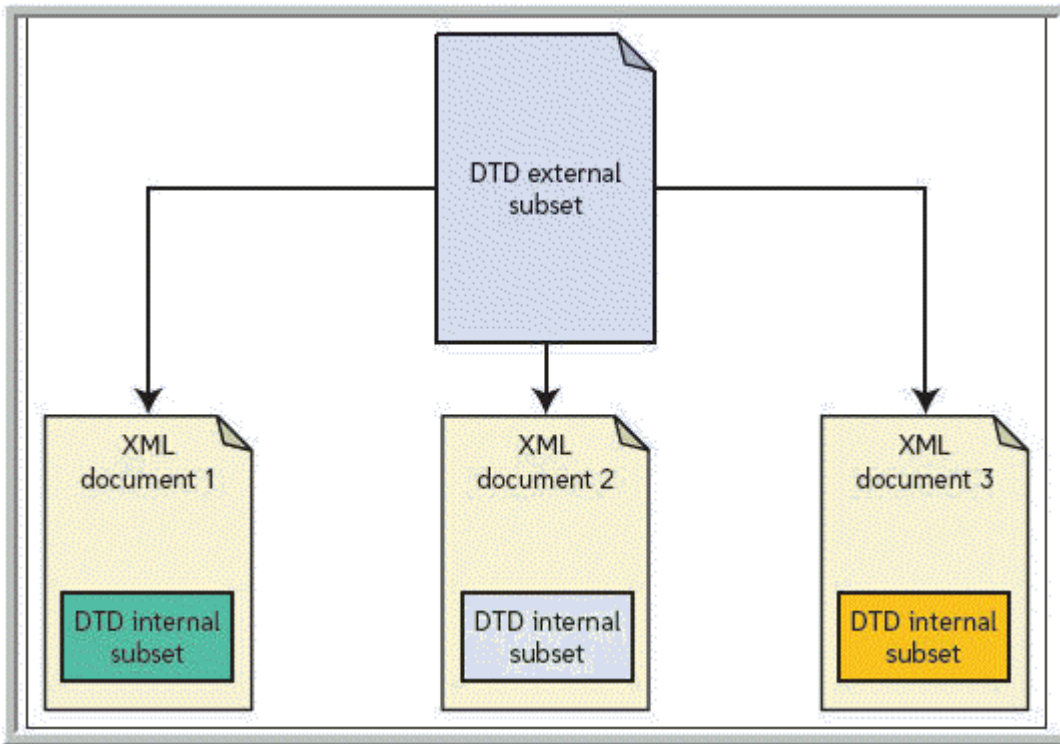 DTD external
subset
XML
document 1
DTD internal
subset
XML
document 2
DTD internal
subset
XML
document 3
DTD internal
subset